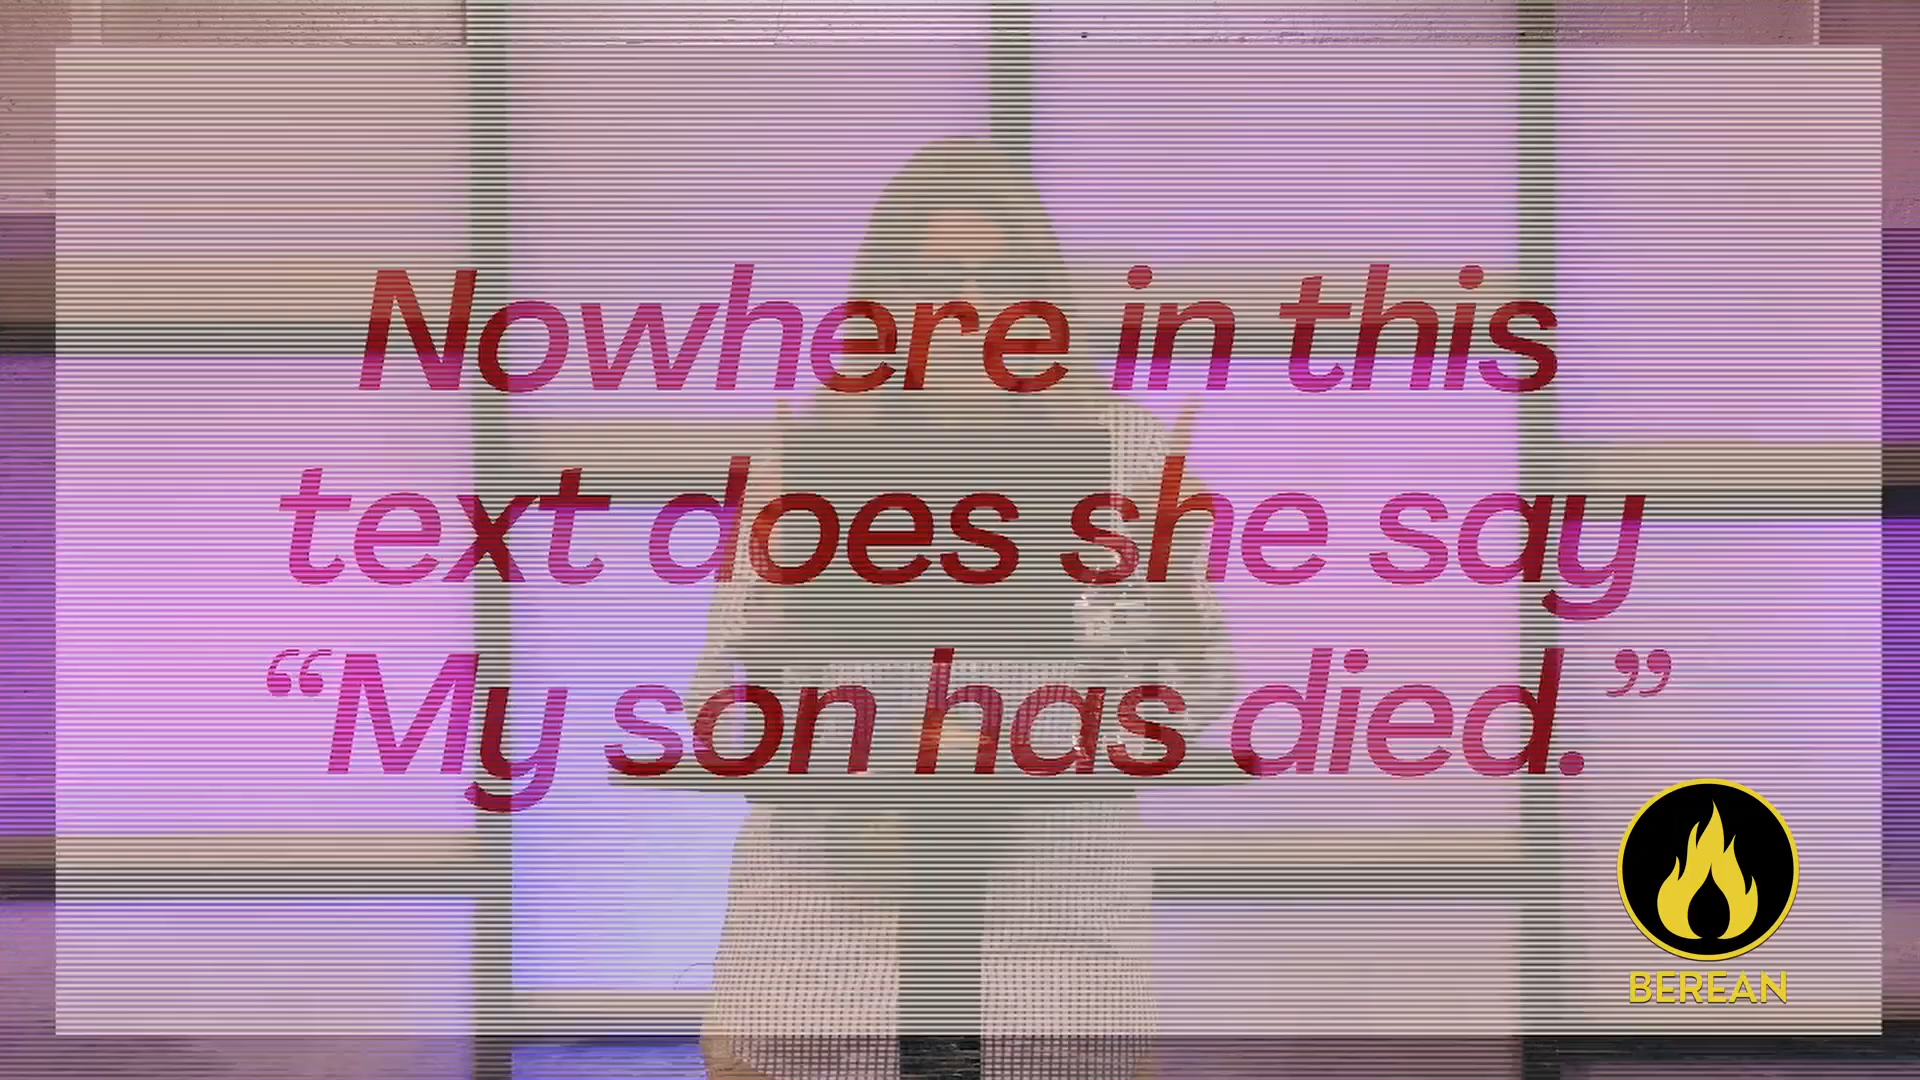 Nowhere in this
text does she say
“My son has died.”
BEREAN